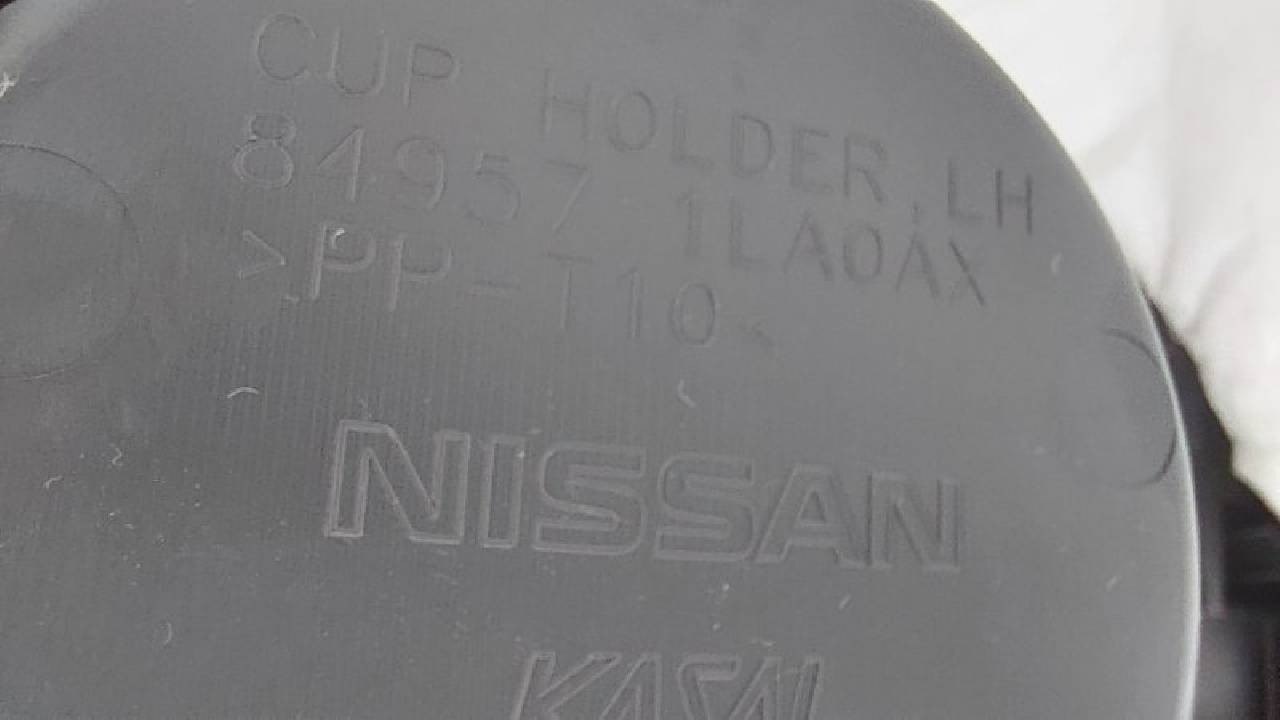 CUP HOLDER,LH
84957 1LA0AX
>PP-T10<
NISSAN
KASAI